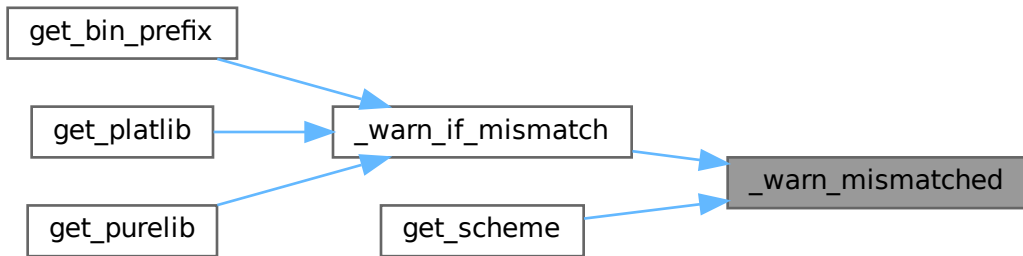 get_bin_prefix
get_platlib
_warn_if_mismatch
_warn_mismatched
get_purelib
get_scheme